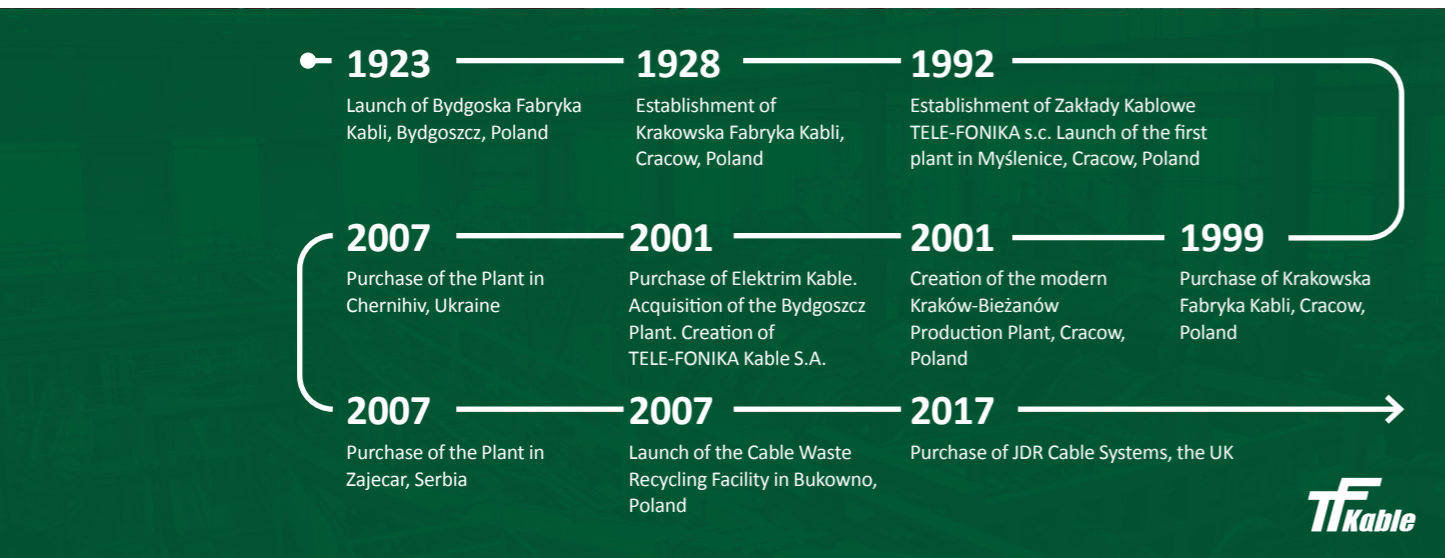 1923
Launch of Bydgoska Fabryka
Kabli, Bydgoszcz, Poland
1928
Establishment of
Krakowska Fabryka Kabli,
Cracow, Poland
1992
Establishment of Zakłady Kablowe
TELE-FONIKA s.c. Launch of the first
plant in Myślenice, Cracow, Poland
1999
Purchase of Krakowska
Fabryka Kabli, Cracow,
Poland
2001
Creation of the modern
Kraków-Bieżanów
Production Plant, Cracow,
Poland
2001
Purchase of Elektrim Kable.
Acquisition of the Bydgoszcz
Plant. Creation of
TELE-FONIKA Kable S.A.
2007
Purchase of the Plant in
Chernihiv, Ukraine
2007
Purchase of the Plant in
Zajecar, Serbia
2007
Launch of the Cable Waste
Recycling Facility in Bukowno,
Poland
2017
Purchase of JDR Cable Systems, the UK
TF Kable